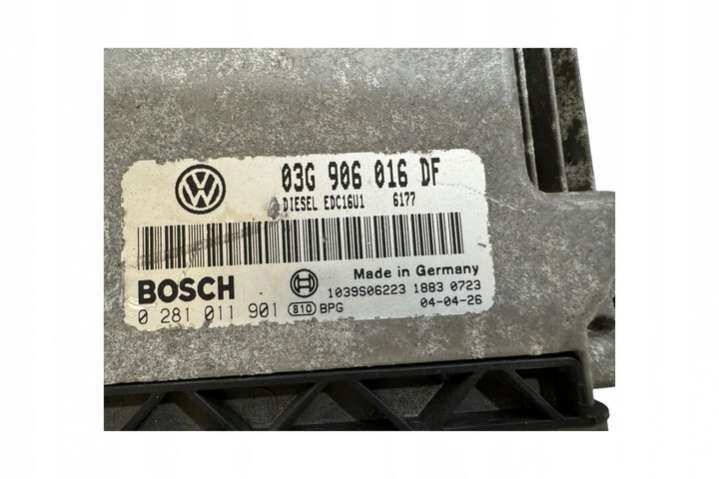 03G 906 016 DF
DIESEL EDC16U1 6177
BOSCH
Made in Germany
1039S06223 1883 0723
0 281 011 901 810 BPG 04-04-26